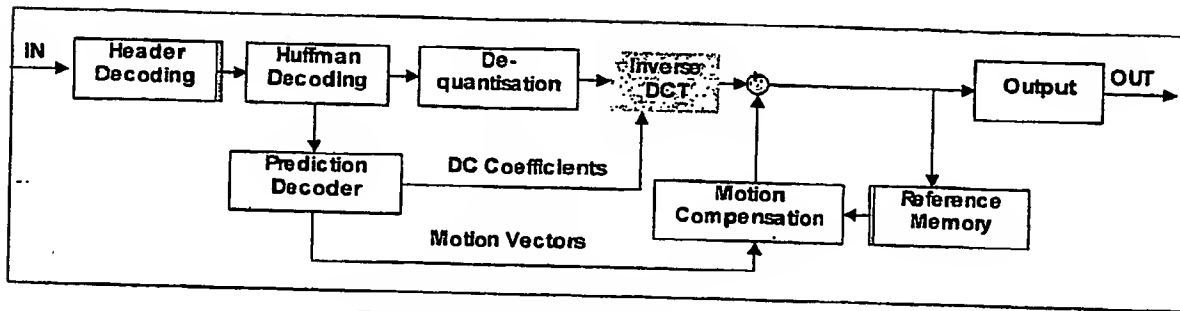 IN
Header
Decoding
Huffman
Decoding
De-
quantisation
Inverse
DCT
Output
OUT
Prediction
Decoder
DC Coefficients
Motion
Compensation
Reference
Memory
Motion Vectors